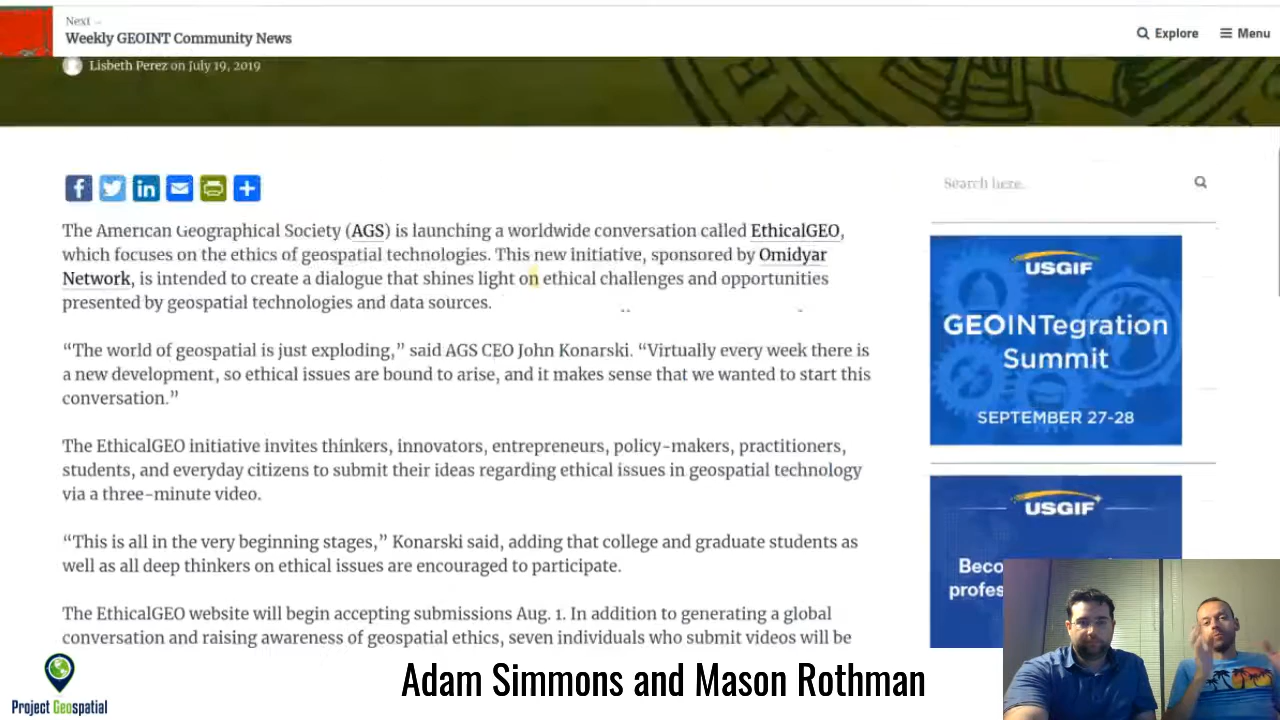 Next →
Weekly GEOINT Community News
Explore
Menu
Lisbeth Perez on July 19, 2019
The American Geographical Society (AGS) is launching a worldwide conversation called EthicalGEO,
which focuses on the ethics of geospatial technologies. This new initiative, sponsored by Omidyar
Network, is intended to create a dialogue that shines light on ethical challenges and opportunities
presented by geospatial technologies and data sources.
“The world of geospatial is just exploding,” said AGS CEO John Konarski. “Virtually every week there is
a new development, so ethical issues are bound to arise, and it makes sense that we wanted to start this
conversation.”
The EthicalGEO initiative invites thinkers, innovators, entrepreneurs, policy-makers, practitioners,
students, and everyday citizens to submit their ideas regarding ethical issues in geospatial technology
via a three-minute video.
“This is all in the very beginning stages,” Konarski said, adding that college and graduate students as
well as all deep thinkers on ethical issues are encouraged to participate.
The EthicalGEO website will begin accepting submissions Aug. 1. In addition to generating a global
conversation and raising awareness of geospatial ethics, seven individuals who submit videos will be
Search here..
USGIF
GEOINTegration
Summit
SEPTEMBER 27-28
USGIF
Project Geospatial
Adam Simmons and Mason Rothman